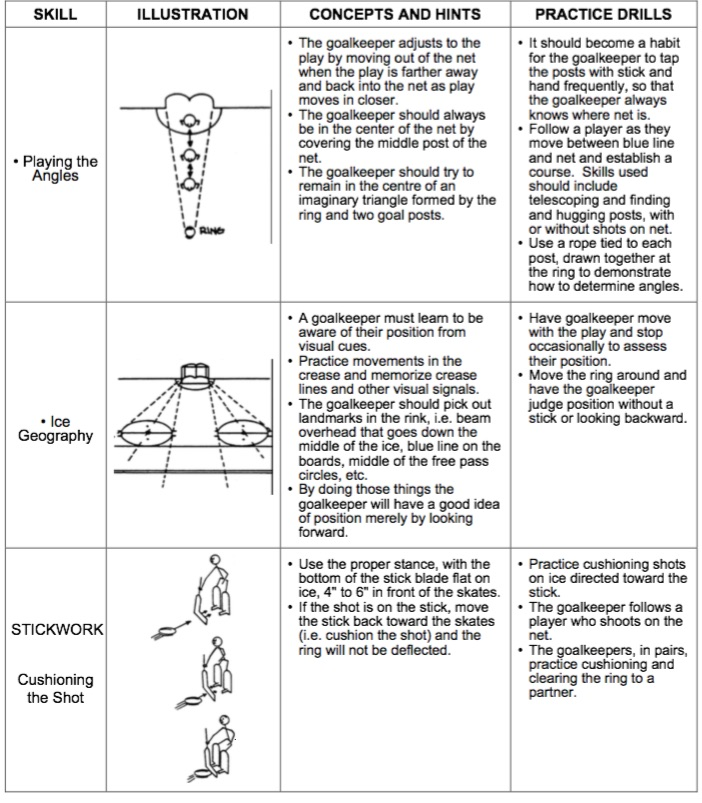 SKILL
ILLUSTRATION
CONCEPTS AND HINTS
PRACTICE DRILLS
• Playing the
Angles
RING
• The goalkeeper adjusts to the
play by moving out of the net
when the play is farther away
and back into the net as play
moves in closer.
• The goalkeeper should always
be in the center of the net by
covering the middle post of the
net.
• The goalkeeper should try to
remain in the centre of an
imaginary triangle formed by the
ring and two goal posts.
• It should become a habit
for the goalkeeper to tap
the posts with stick and
hand frequently, so that
the goalkeeper always
knows where net is.
• Follow a player as they
move between blue line
and net and establish a
course. Skills used
should include
telescoping and finding
and hugging posts, with
or without shots on net.
• Use a rope tied to each
post, drawn together at
the ring to demonstrate
how to determine angles.
• Ice
Geography
• A goalkeeper must learn to be
aware of their position from
visual cues.
• Practice movements in the
crease and memorize crease
lines and other visual signals.
• The goalkeeper should pick out
landmarks in the rink, i.e. beam
overhead that goes down the
middle of the ice, blue line on the
boards, middle of the free pass
circles, etc.
• By doing those things the
goalkeeper will have a good idea
of position merely by looking
forward.
• Have goalkeeper move
with the play and stop
occasionally to assess
their position.
• Move the ring around and
have the goalkeeper
judge position without a
stick or looking backward.
STICKWORK
Cushioning
the Shot
• Use the proper stance, with the
bottom of the stick blade flat on
ice, 4" to 6" in front of the skates.
• If the shot is on the stick, move
the stick back toward the skates
(i.e. cushion the shot) and the
ring will not be deflected.
• Practice cushioning shots
on ice directed toward the
stick.
• The goalkeeper follows a
player who shoots on the
net.
• The goalkeepers, in pairs,
practice cushioning and
clearing the ring to a
partner.